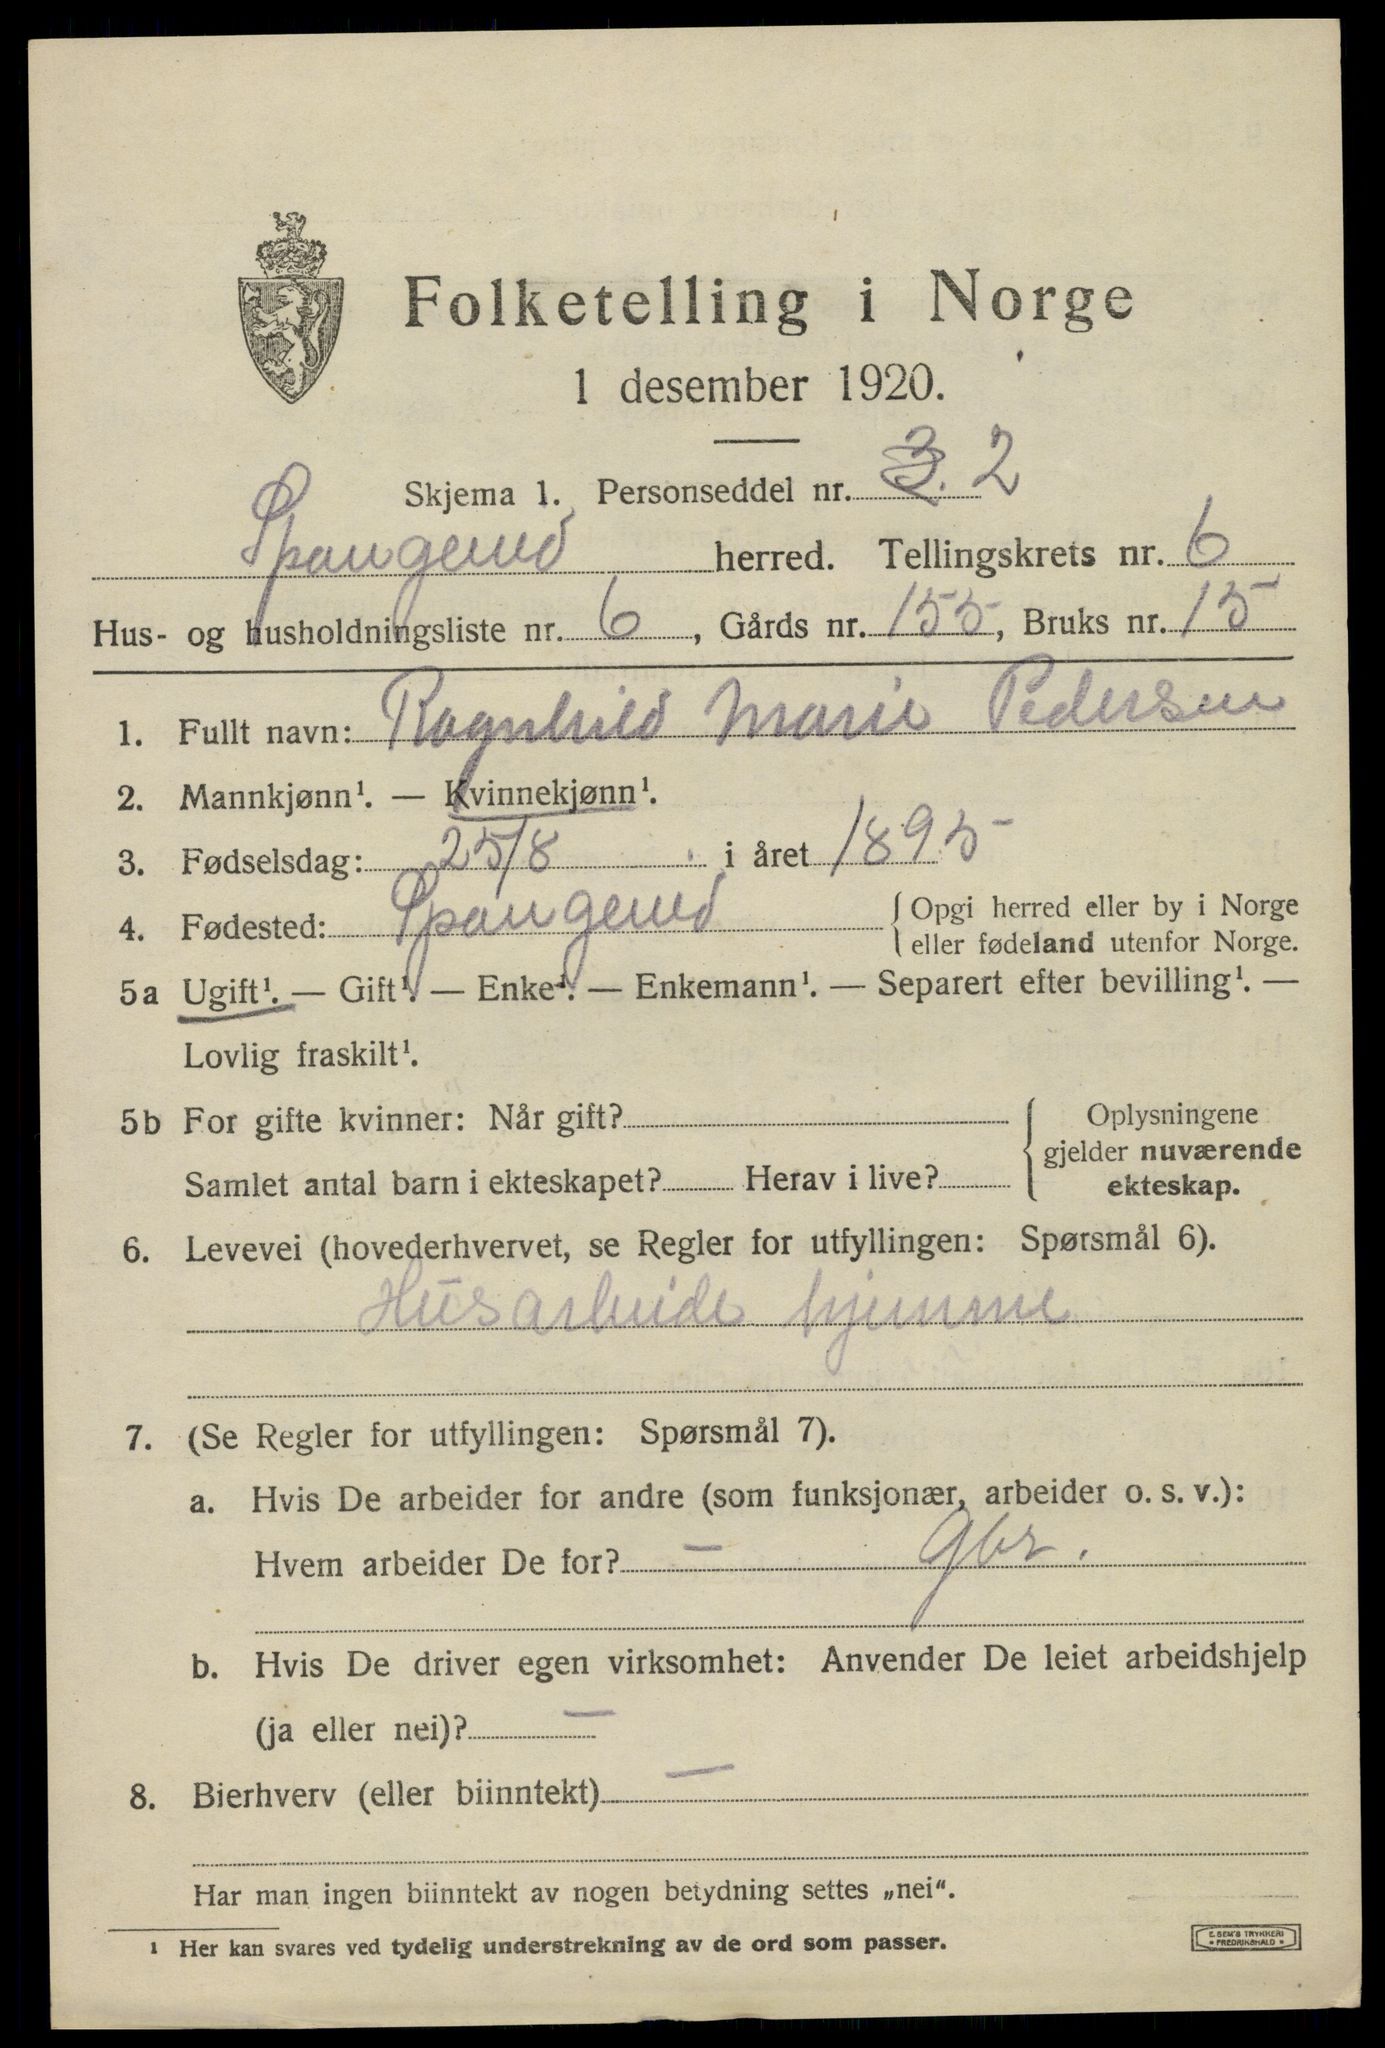 Folketelling i Norge
1 desember 1920.
Skjema 1. Personseddel nr. 3. 2
Spangereid herred. Tellingskrets nr. 6
Hus- og husholdningsliste nr. 6, Gårds nr. 155, Bruks nr. 15
1. Fullt navn: Ragnhild Marie Pedersen
2. Mannkjønn¹. — Kvinnekjønn¹.
3. Fødselsdag: 25/8 i året 1895
4. Fødested: Spangereid { Opgi herred eller by i Norge
eller fødeland utenfor Norge.
5a Ugift¹. — Gift¹. — Enke¹. — Enkemann¹. — Separert efter bevilling¹. —
Lovlig fraskilt¹.
5b For gifte kvinner: Når gift? { Oplysningene
gjelder nuværende
Samlet antal barn i ekteskapet? Herav i live? ekteskap.
6. Levevei (hovederhvervet, se Regler for utfyllingen: Spørsmål 6).
Husarbeide hjemme
7. (Se Regler for utfyllingen: Spørsmål 7).
a. Hvis De arbeider for andre (som funksjonær, arbeider o. s. v.):
Hvem arbeider De for? — gbr.
b. Hvis De driver egen virksomhet: Anvender De leiet arbeidshjelp
(ja eller nei)? —
8. Bierhverv (eller biinntekt) —
Har man ingen biinntekt av nogen betydning settes „nei“.
¹ Her kan svares ved tydelig understrekning av de ord som passer.
E. SEM'S TRYKKERI
• FREDRIKSHALD •